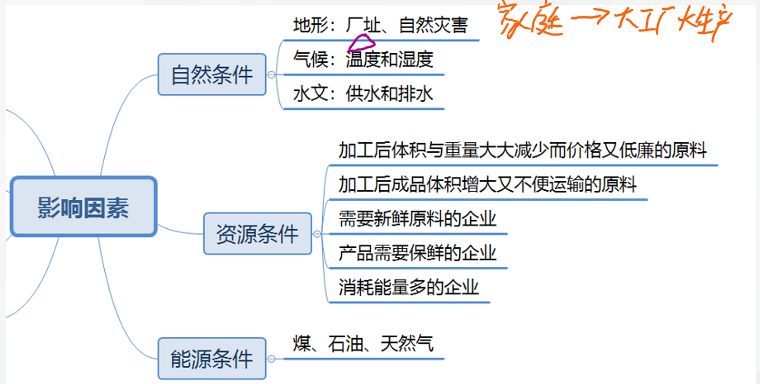 家庭→大工厂大生产
地形：厂址、自然灾害
气候：温度和湿度
水文：供水和排水
自然条件
加工后体积与重量大大减少而价格又低廉的原料
加工后成品体积增大又不便运输的原料
需要新鲜原料的企业
产品需要保鲜的企业
消耗能量多的企业
资源条件
影响因素
煤、石油、天然气
能源条件